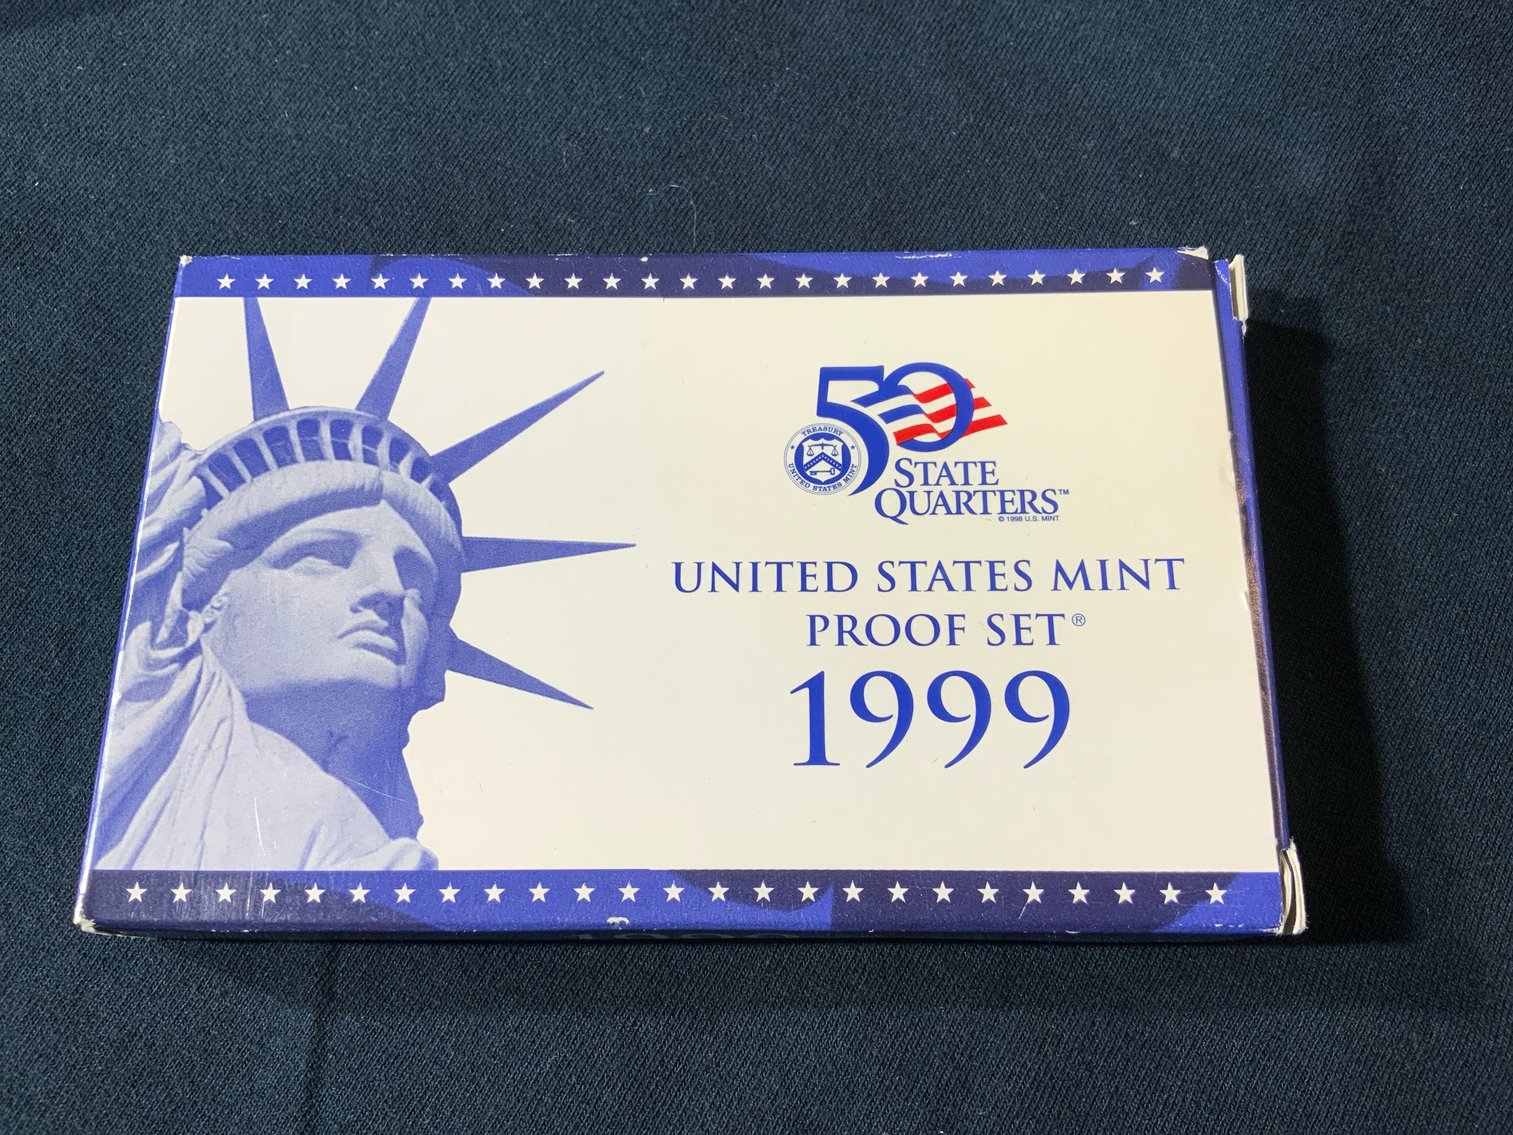 50
TREASURY
UNITED STATES MINT
STATE
QUARTERS™
© 1998 U.S. MINT
UNITED STATES MINT
PROOF SET®
1999